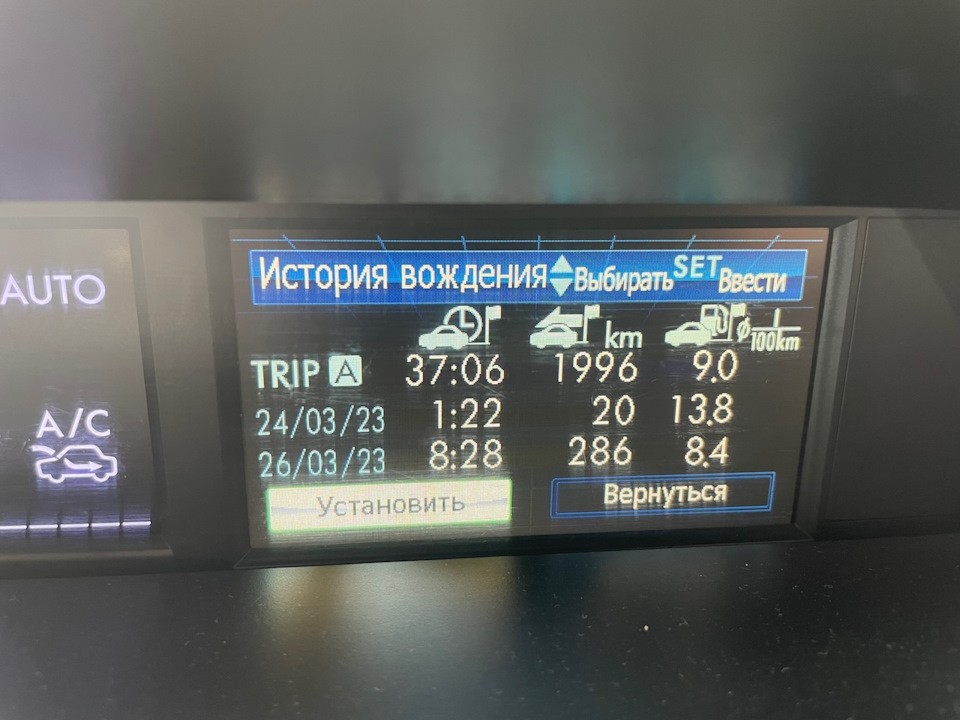 AUTO
A/C
История вождения Выбирать SET Ввести
km ø l/100km
TRIP A 37:06 1996 9.0
24/03/23 1:22 20 13.8
26/03/23 8:28 286 8.4
Установить Вернуться